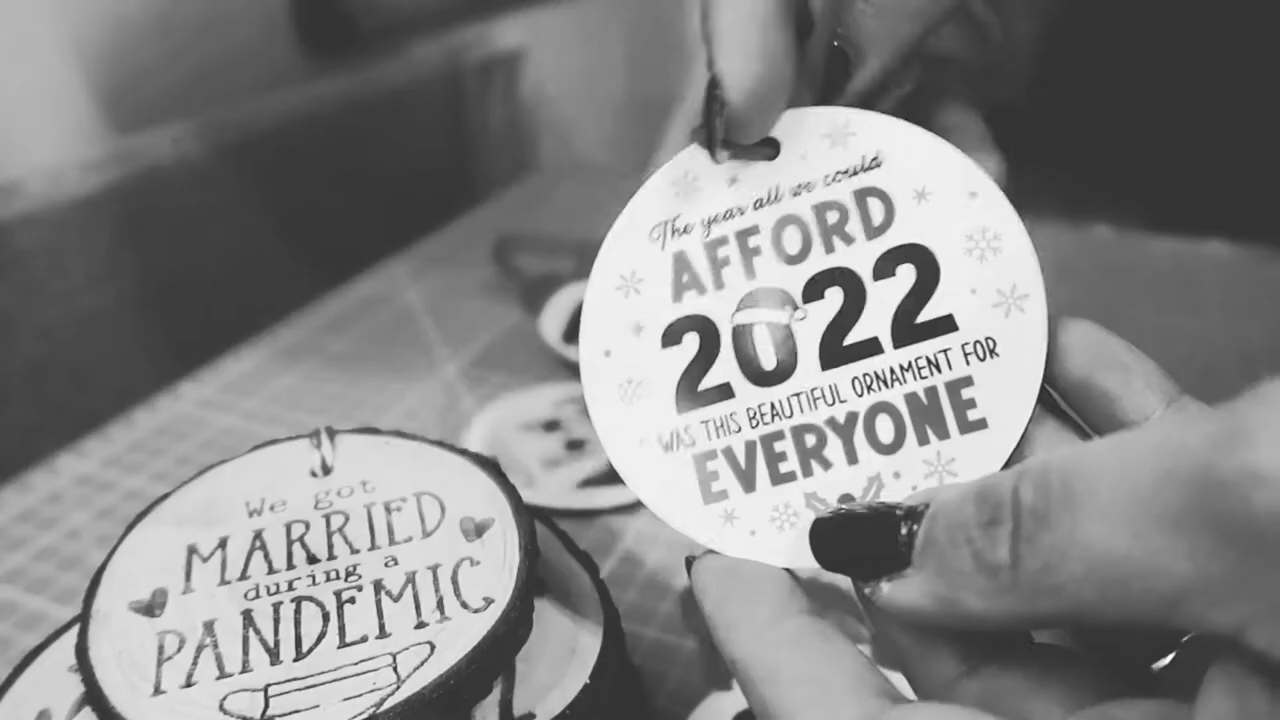 The year all we could
AFFORD
2022
WAS THIS BEAUTIFUL ORNAMENT FOR
EVERYONE
We got
MARRIED
during a
PANDEMIC